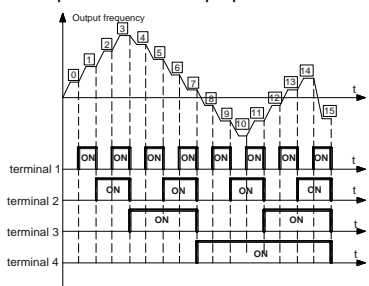 Output frequency
3
2
4
1
5
0
6
7
14
13
t
8
12
9
11
15
10
ON ON ON ON ON ON ON ON
t
terminal 1
ON ON ON ON
t
terminal 2
ON ON
t
terminal 3
ON
t
terminal 4